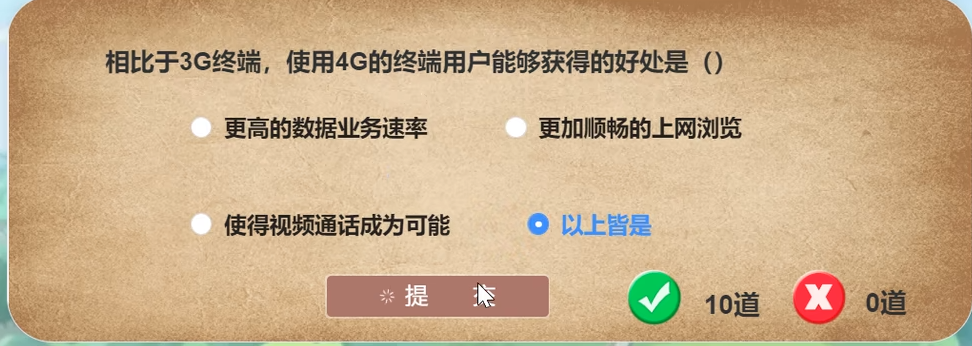 相比于3G终端，使用4G的终端用户能够获得的好处是（）
更高的数据业务速率 更加顺畅的上网浏览
使得视频通话成为可能 以上皆是
提 交
10道 0道